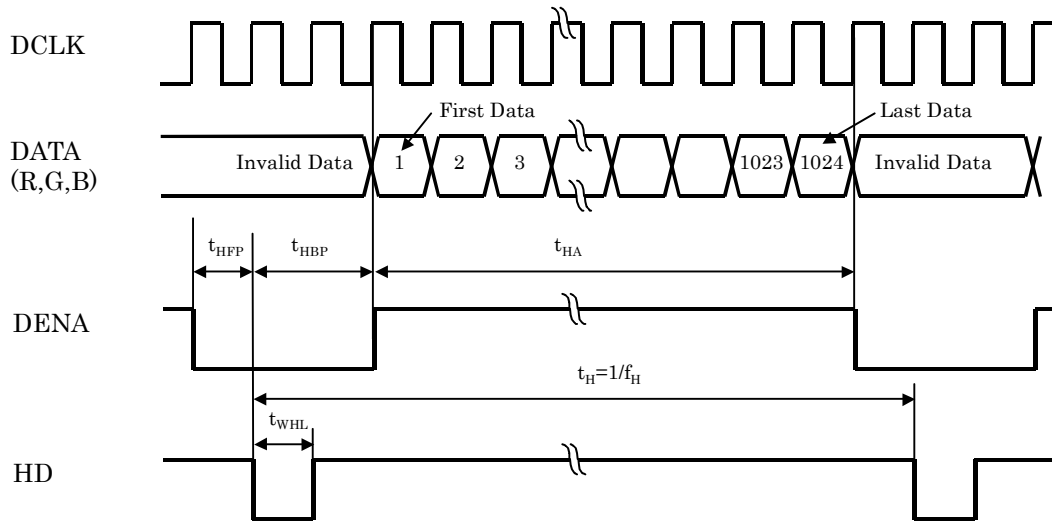 DCLK
First Data
Last Data
DATA
(R,G,B)
Invalid Data
1
2
3
1023
1024
Invalid Data
tHFP
tHBP
tHA
DENA
tH=1/fH
tWHL
HD